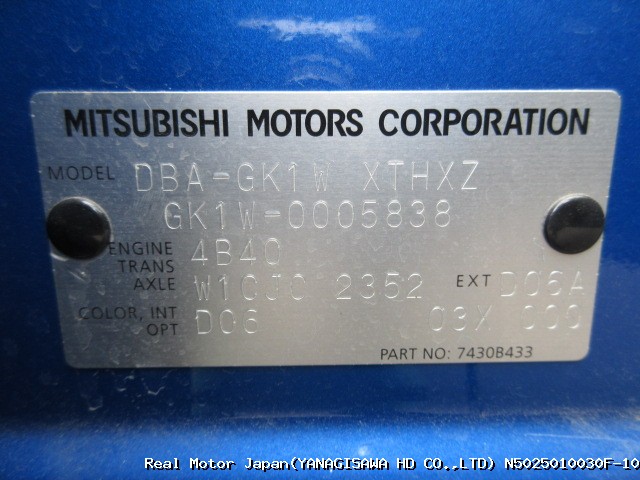 MITSUBISHI MOTORS CORPORATION
MODEL DBA-GK1W XTHXZ
GK1W-0005838
ENGINE 4B40
TRANS
AXLE W1CJC 2352 EXT D06A
COLOR, INT
OPT D06 03X 000
PART NO: 7430B433
Real Motor Japan(YANAGISAWA HD CO.,LTD) N5025010030F-10